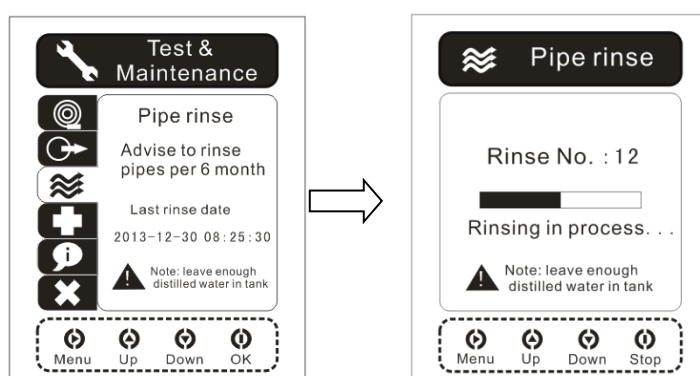 Test &
Maintenance
Pipe rinse
Advise to rinse
pipes per 6 month
Last rinse date
2013-12-30 08:25:30
Note: leave enough
distilled water in tank
Menu Up Down OK
Pipe rinse
Rinse No. : 12
Rinsing in process...
Note: leave enough
distilled water in tank
Menu Up Down Stop